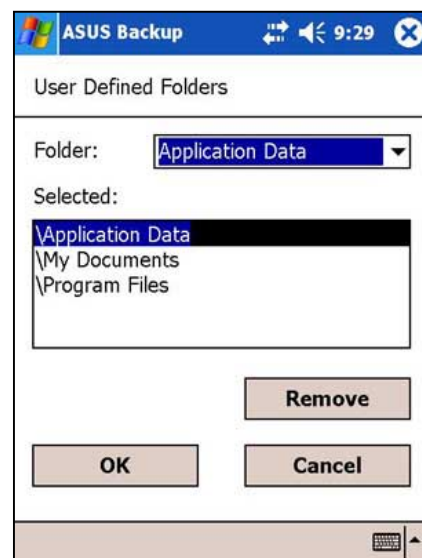 ASUS Backup 9:29
User Defined Folders
Folder: Application Data
Selected:
\Application Data
\My Documents
\Program Files
Remove
OK Cancel